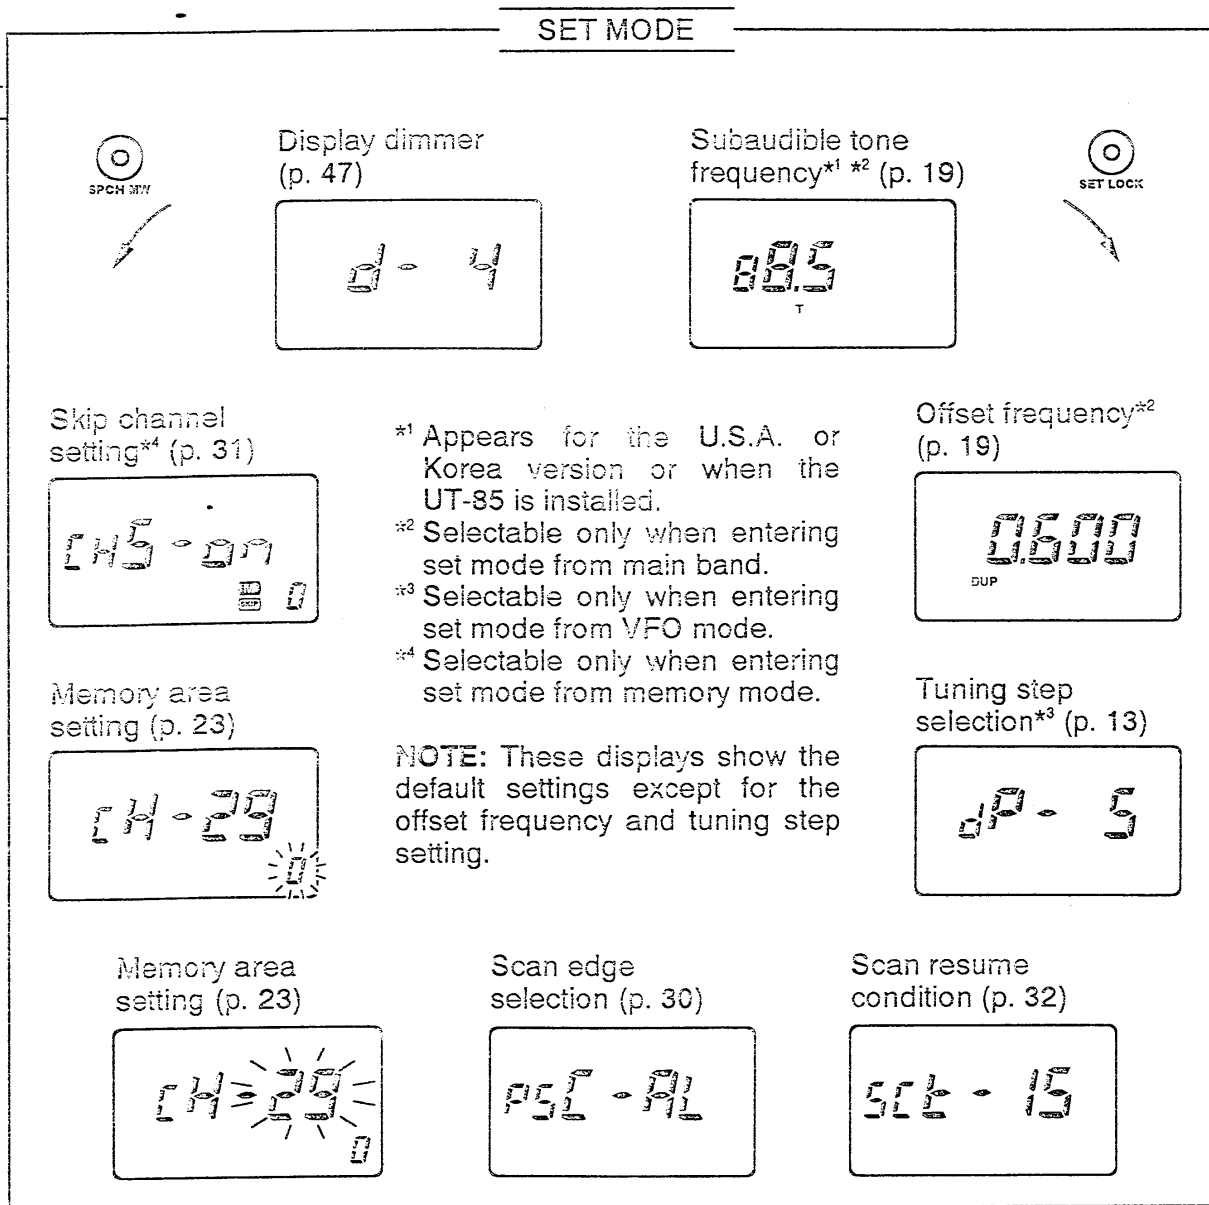 SET MODE
SPCH MW
Display dimmer
(p. 47)
d- 4
Subaudible tone
frequency*1 *2 (p. 19)
88.5
T
SET LOCK
Skip channel
setting*4 (p. 31)
CHS-on
SKIP 0
*1 Appears for the U.S.A. or
Korea version or when the
UT-85 is installed.
*2 Selectable only when entering
set mode from main band.
*3 Selectable only when entering
set mode from VFO mode.
*4 Selectable only when entering
set mode from memory mode.
NOTE: These displays show the
default settings except for the
offset frequency and tuning step
setting.
Offset frequency*2
(p. 19)
0.600
DUP
Memory area
setting (p. 23)
CH-29
0
Tuning step
selection*3 (p. 13)
dP- 5
Memory area
setting (p. 23)
CH-29
0
Scan edge
selection (p. 30)
PSC-AL
Scan resume
condition (p. 32)
SCt-15